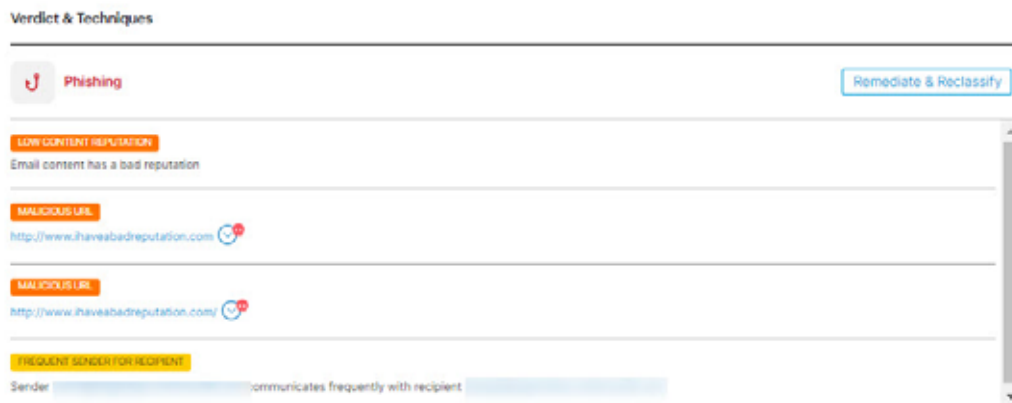 Verdict & Techniques
Phishing
Remediate & Reclassify
LOW CONTENT REPUTATION
Email content has a bad reputation
MALICIOUS URL
http://www.ihaveabadreputation.com
MALICIOUS URL
http://www.ihaveabadreputation.com/
FREQUENT SENDER FOR RECIPIENT
Sender communicates frequently with recipient